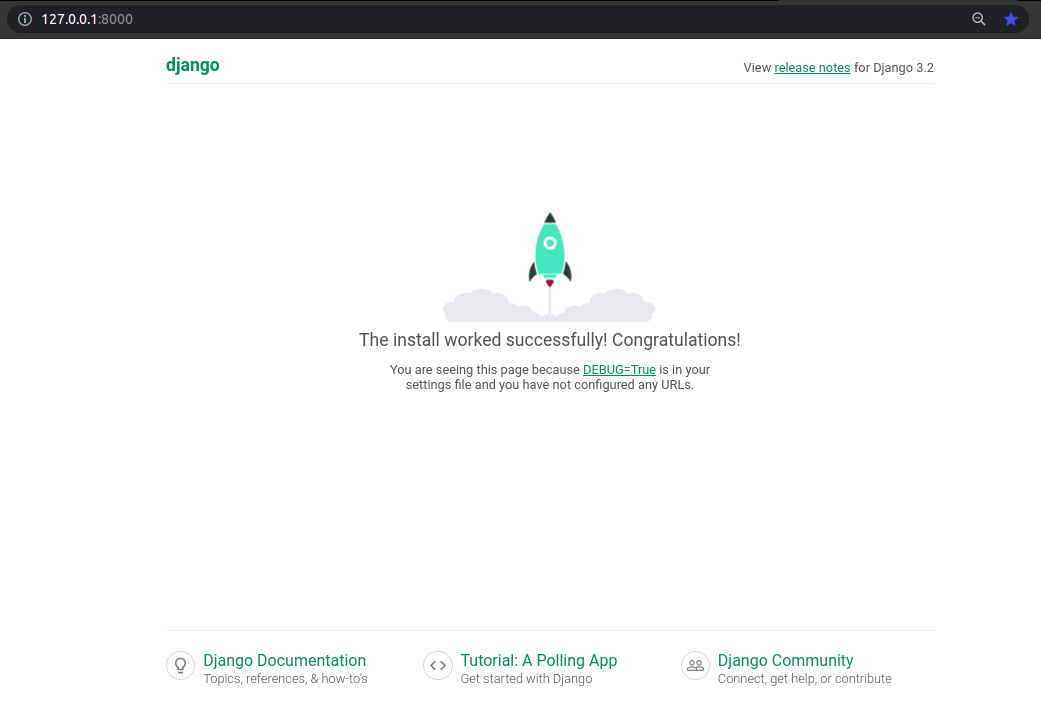 127.0.0.1:8000
django
View release notes for Django 3.2
The install worked successfully! Congratulations!
You are seeing this page because DEBUG=True is in your
settings file and you have not configured any URLs.
Django Documentation
Topics, references, & how-to's
Tutorial: A Polling App
Get started with Django
Django Community
Connect, get help, or contribute